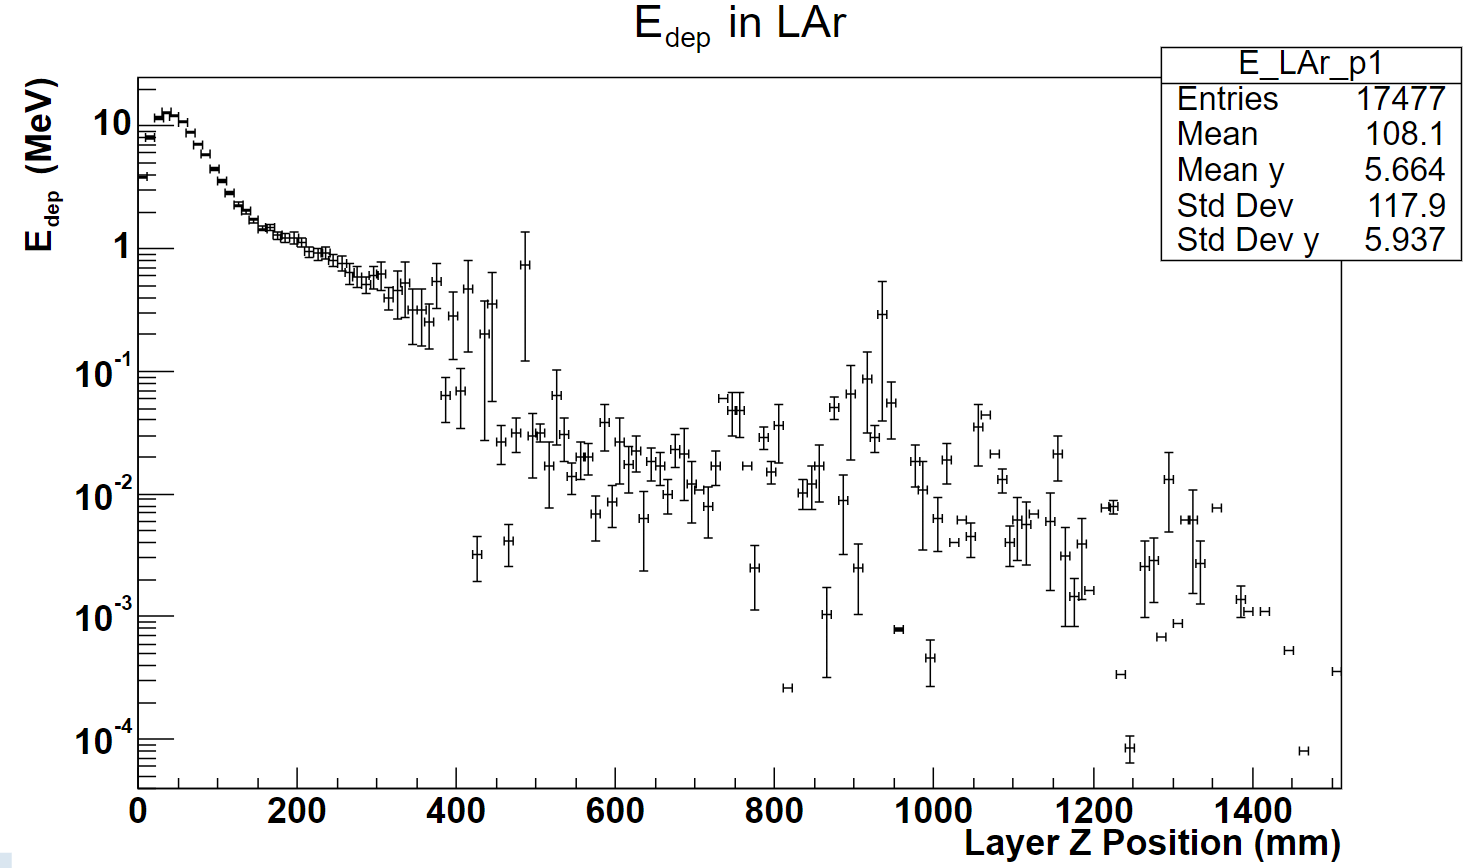 E_dep in LAr
E_LAr_p1
Entries 17477
Mean 108.1
Mean y 5.664
Std Dev 117.9
Std Dev y 5.937
E_dep (MeV)
10
1
10^-1
10^-2
10^-3
10^-4
0 200 400 600 800 1000 1200 1400
Layer Z Position (mm)